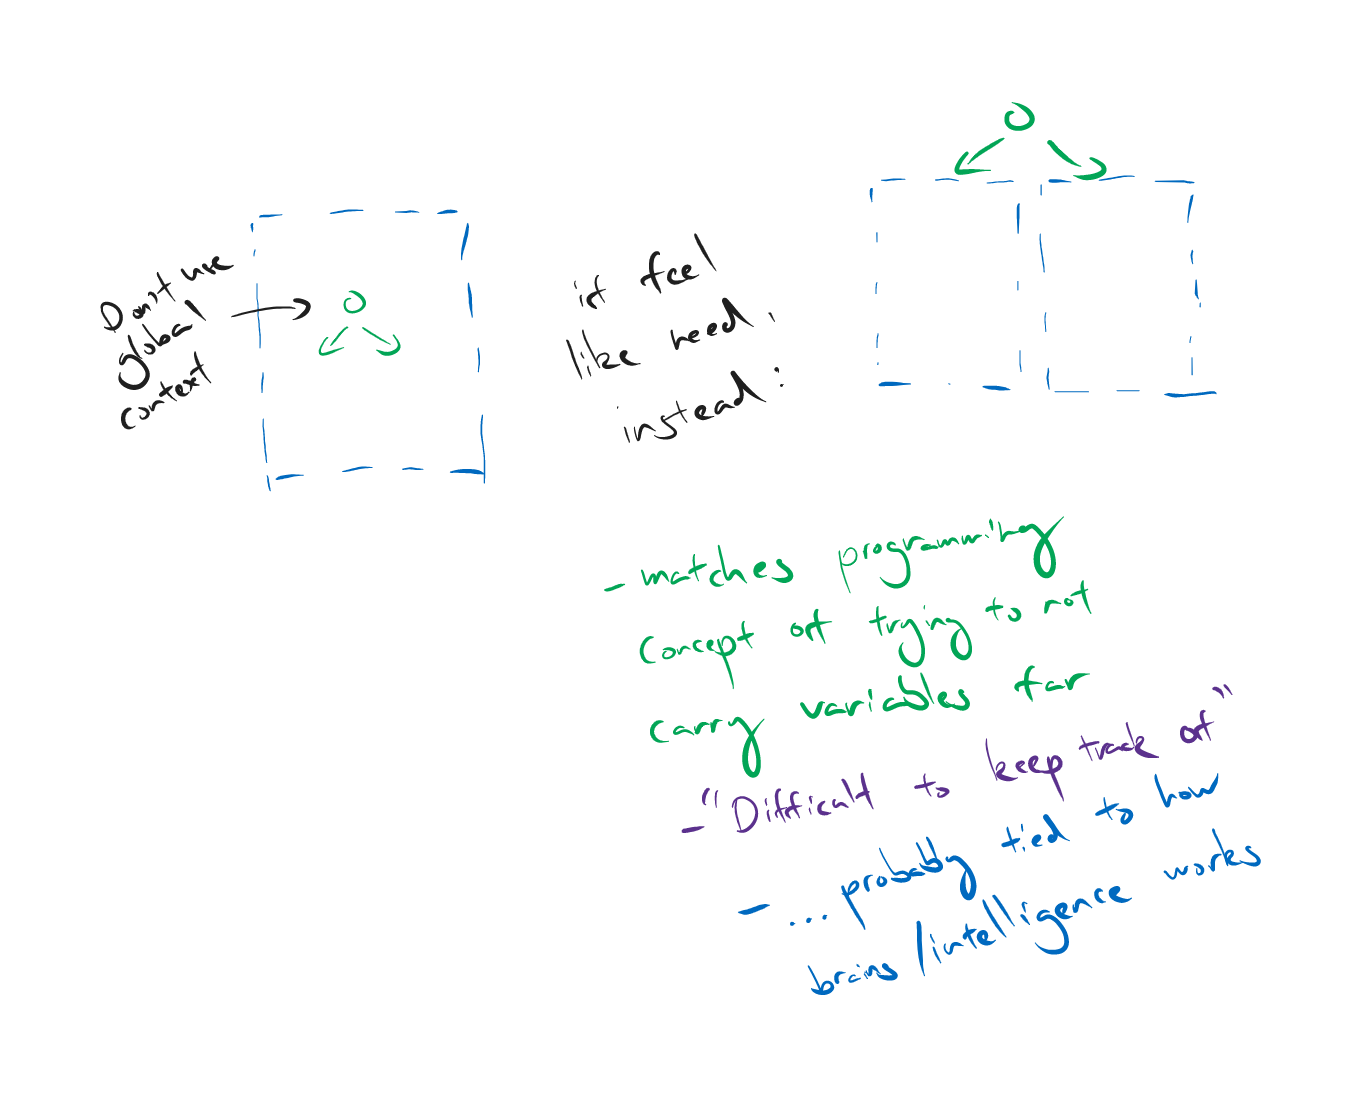 Don't use
global
context
if feel
like need,
instead:
- matches programming
concept of trying to not
carry variables far
- "Difficult to keep track of"
- ... probably tied to how
brains/intelligence works